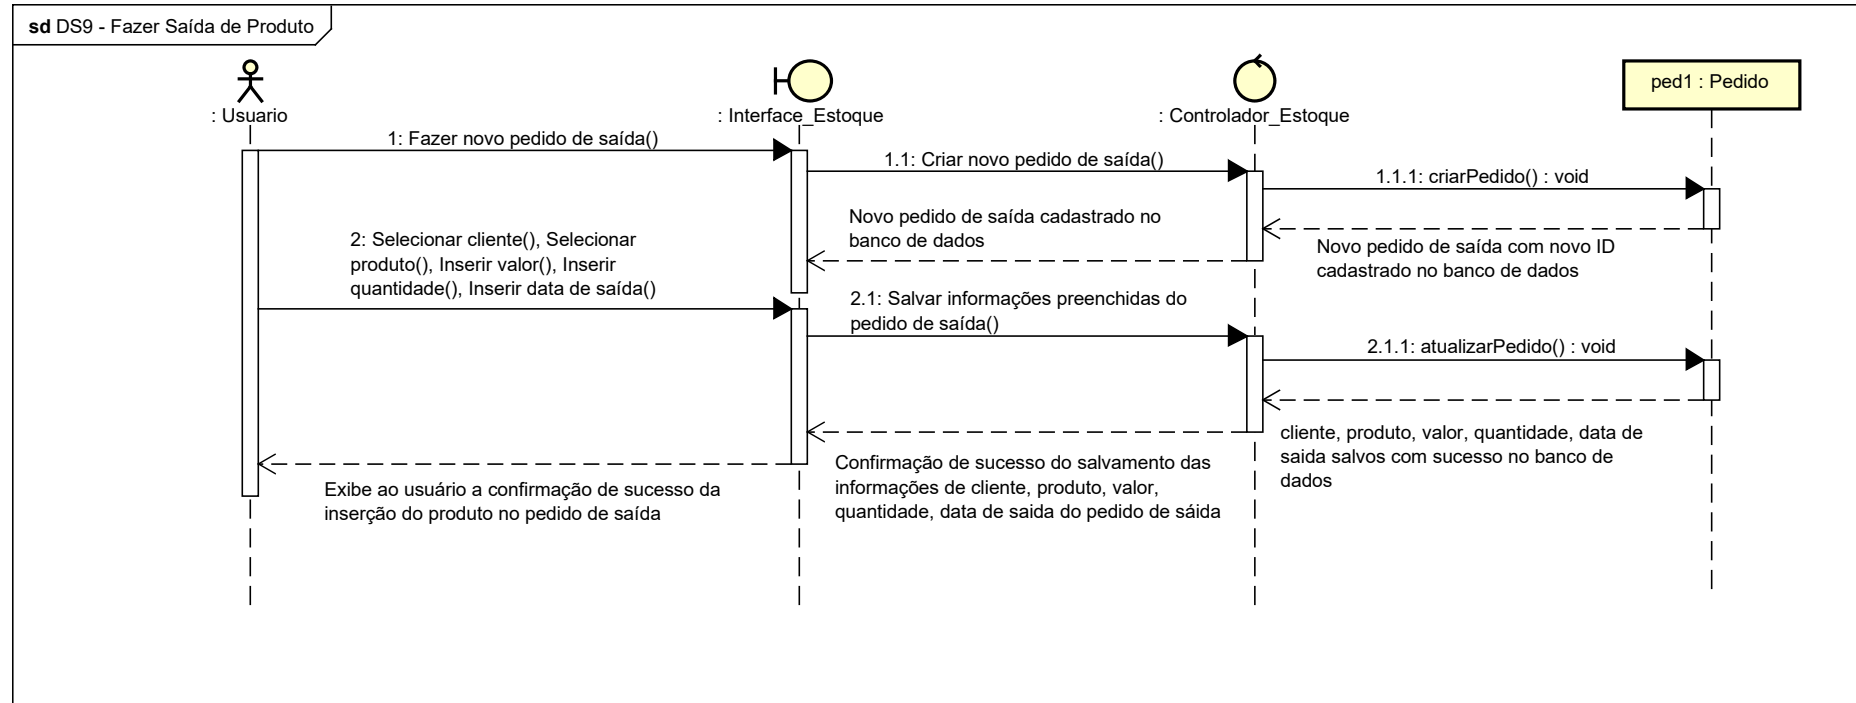 sd DS9 - Fazer Saída de Produto
: Usuario
: Interface_Estoque
: Controlador_Estoque
ped1 : Pedido
1: Fazer novo pedido de saída()
1.1: Criar novo pedido de saída()
1.1.1: criarPedido() : void
Novo pedido de saída com novo ID
cadastrado no banco de dados
Novo pedido de saída cadastrado no
banco de dados
2: Selecionar cliente(), Selecionar
produto(), Inserir valor(), Inserir
quantidade(), Inserir data de saída()
2.1: Salvar informações preenchidas do
pedido de saída()
2.1.1: atualizarPedido() : void
cliente, produto, valor, quantidade, data de
saida salvos com sucesso no banco de
dados
Confirmação de sucesso do salvamento das
informações de cliente, produto, valor,
quantidade, data de saida do pedido de sáida
Exibe ao usuário a confirmação de sucesso da
inserção do produto no pedido de saída